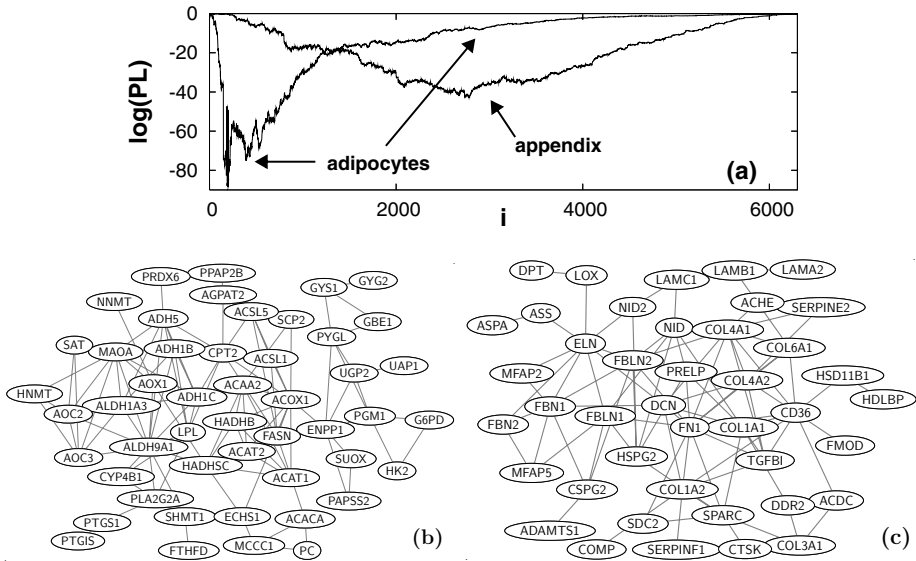 0
-20
-40
-60
-80
log(PL)
adipocytes
appendix
(a)
0
2000
4000
6000
i
PRDX6
PPAP2B
GYS1
GYG2
NNMT
AGPAT2
ADH5
ACSL5
SCP2
GBE1
PYGL
SAT
MAOA
ADH1B
CPT2
ACSL1
UGP2
UAP1
HNMT
AOX1
ACAA2
AOC2
ALDH1A3
ADH1C
ACOX1
PGM1
G6PD
LPL
HADHB
FASN
ENPP1
AOC3
ALDH9A1
ACAT2
SUOX
HK2
CYP4B1
HADHSC
ACAT1
PLA2G2A
PAPSS2
PTGS1
SHMT1
ECHS1
ACACA
PTGIS
FTHFD
MCCC1
PC
(b)
DPT
LOX
LAMC1
LAMB1
LAMA2
ASPA
ASS
NID2
NID
ACHE
SERPINE2
ELN
COL4A1
MFAP2
FBLN2
PRELP
COL6A1
HSD11B1
HDLBP
FBN1
COL4A2
FBN2
FBLN1
DCN
FN1
COL1A1
CD36
FMOD
MFAP5
HSPG2
TGFBI
CSPG2
COL1A2
DDR2
ACDC
ADAMTS1
SDC2
SPARC
COMP
SERPINF1
CTSK
COL3A1
(c)